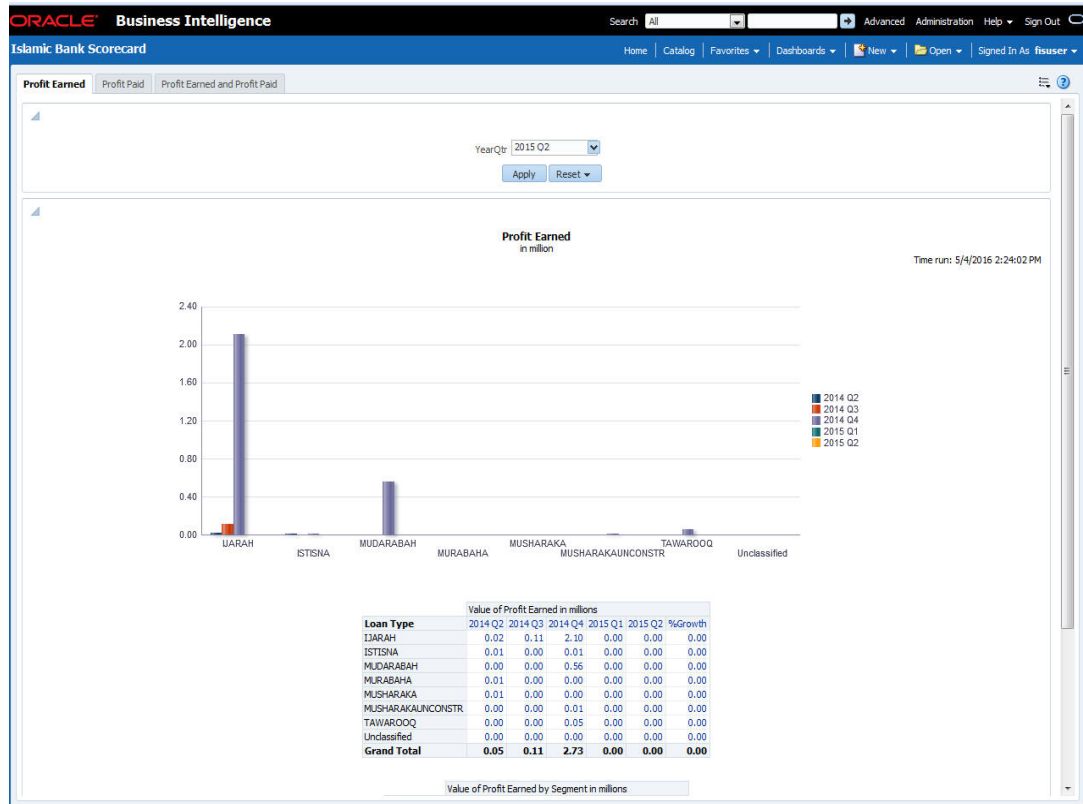 ORACLE Business Intelligence Search All Advanced Administration Help Sign Out
Islamic Bank Scorecard Home Catalog Favorites Dashboards New Open Signed In As fisuser
Profit Earned Profit Paid Profit Earned and Profit Paid
YearQtr 2015 Q2
Apply Reset
Profit Earned
in million
Time run: 5/4/2016 2:24:02 PM
2.40
2.00
1.60
1.20
0.80
0.40
0.00
2014 Q2
2014 Q3
2014 Q4
2015 Q1
2015 Q2
IJARAH
ISTISNA
MUDARABAH
MURABAHA
MUSHARAKA
MUSHARAKAUNCONSTR
TAWAROOQ
Unclassified
Value of Profit Earned in millions
Loan Type 2014 Q2 2014 Q3 2014 Q4 2015 Q1 2015 Q2 %Growth
IJARAH 0.02 0.11 2.10 0.00 0.00 0.00
ISTISNA 0.01 0.00 0.01 0.00 0.00 0.00
MUDARABAH 0.00 0.00 0.56 0.00 0.00 0.00
MURABAHA 0.01 0.00 0.00 0.00 0.00 0.00
MUSHARAKA 0.01 0.00 0.00 0.00 0.00 0.00
MUSHARAKAUNCONSTR 0.00 0.00 0.01 0.00 0.00 0.00
TAWAROOQ 0.00 0.00 0.05 0.00 0.00 0.00
Unclassified 0.00 0.00 0.00 0.00 0.00 0.00
Grand Total 0.05 0.11 2.73 0.00 0.00 0.00
Value of Profit Earned by Segment in millions